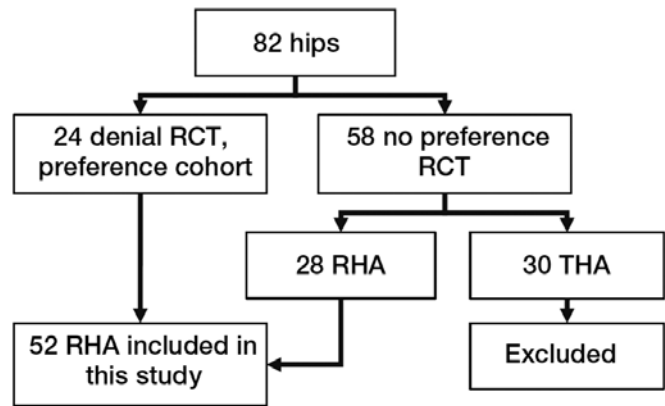 82 hips
24 denial RCT,
preference cohort
58 no preference
RCT
28 RHA
30 THA
52 RHA included in
this study
Excluded